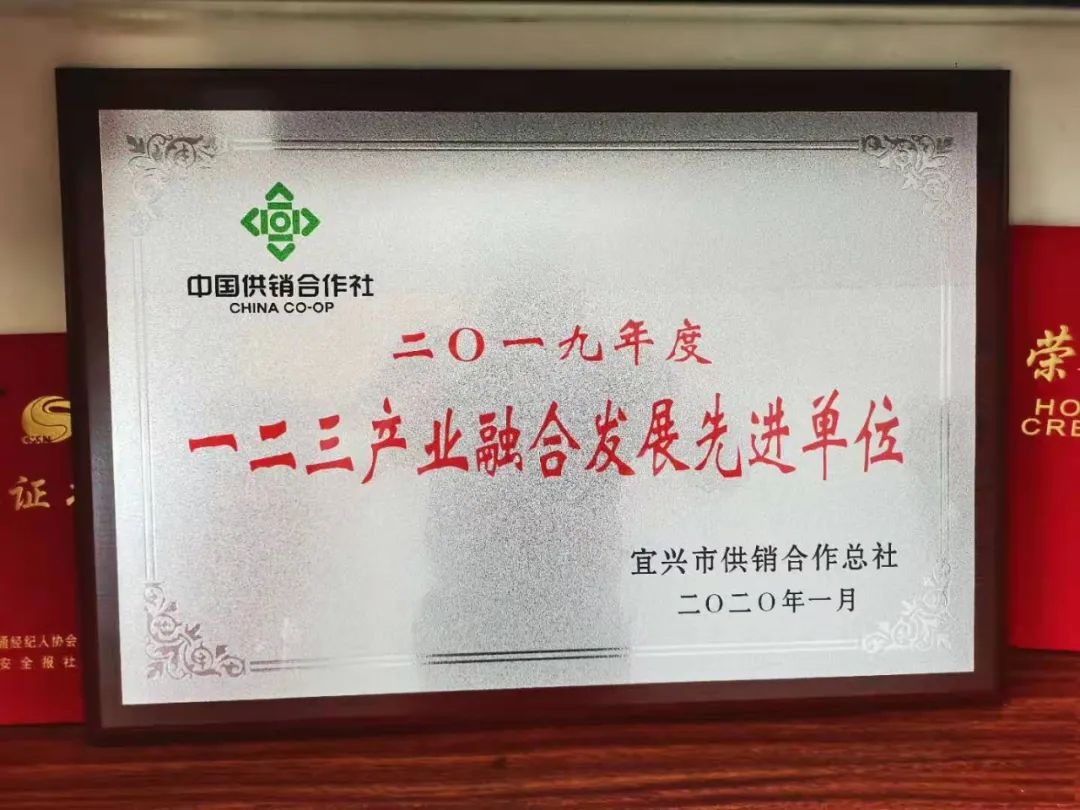 中国供销合作社
CHINA CO-OP
二〇一九年度
一二三产业融合发展先进单位
宜兴市供销合作总社
二〇二〇年一月
CSSN
证
通经纪人协会
安全报社
荣
HO
CRE